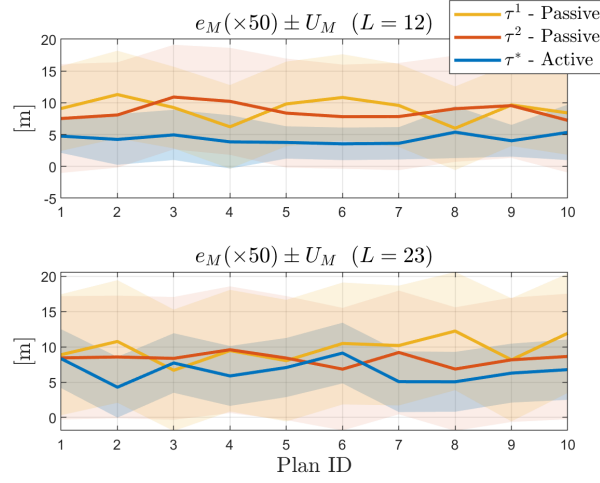 e_M(×50) ± U_M (L = 12)
τ¹ - Passive
τ² - Passive
τ* - Active
[m]
20
15
10
5
0
-5
1 2 3 4 5 6 7 8 9 10
e_M(×50) ± U_M (L = 23)
[m]
20
15
10
5
0
1 2 3 4 5 6 7 8 9 10
Plan ID